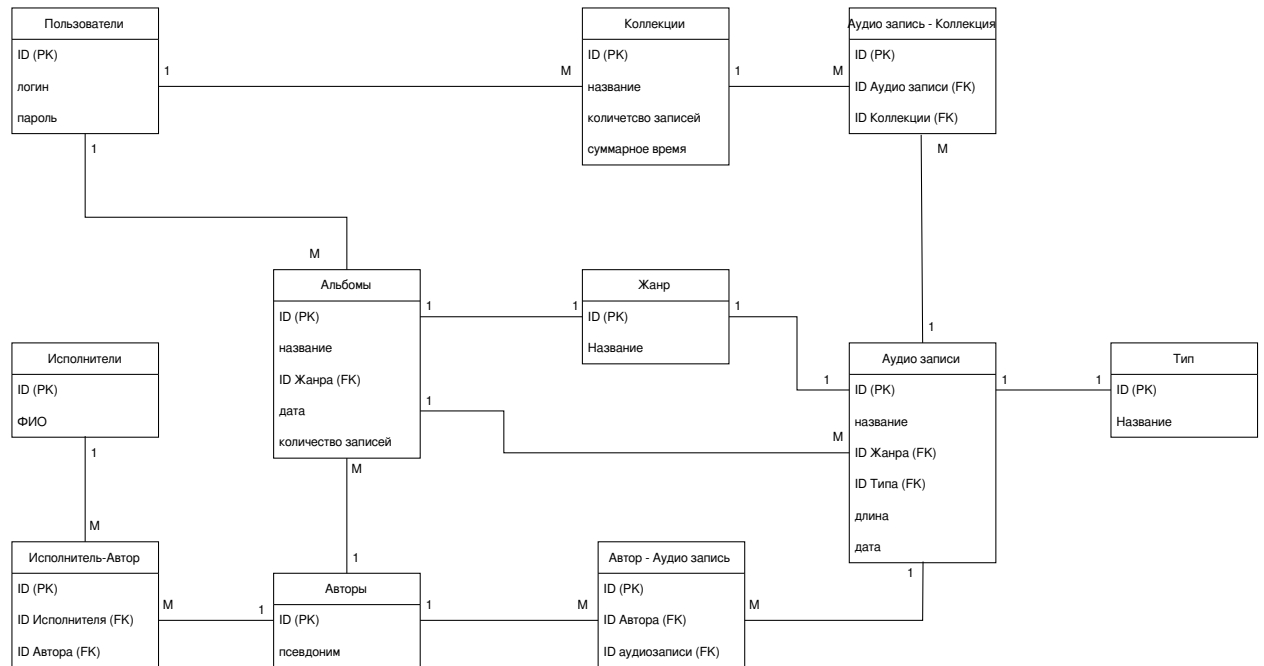 Пользователи
ID (PK)
логин
пароль
1
M
1
Коллекции
ID (PK)
название
количетсво записей
суммарное время
1
M
Аудио запись - Коллекция
ID (PK)
ID Аудио записи (FK)
ID Коллекции (FK)
M
1
M
Альбомы
ID (PK)
название
ID Жанра (FK)
дата
количество записей
1
1
1
M
M
1
Жанр
ID (PK)
Название
1
1
Аудио записи
ID (PK)
название
ID Жанра (FK)
ID Типа (FK)
длина
дата
1
1
1
Тип
ID (PK)
Название
Исполнители
ID (PK)
ФИО
1
M
Исполнитель-Автор
ID (PK)
ID Исполнителя (FK)
ID Автора (FK)
M
1
Авторы
ID (PK)
псевдоним
1
M
Автор - Аудио запись
ID (PK)
ID Автора (FK)
ID аудиозаписи (FK)
M